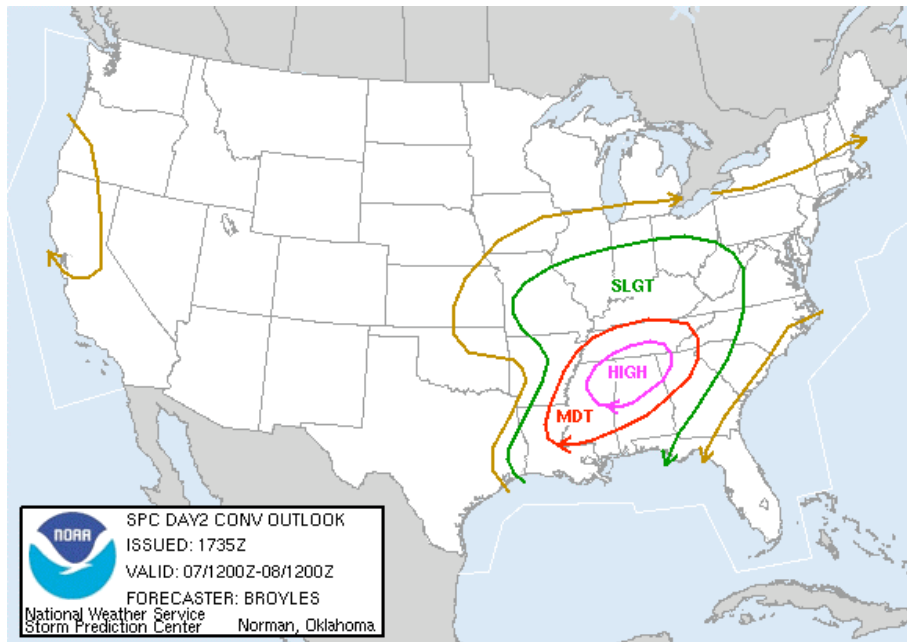 SLGT
HIGH
MDT
NOAA
SPC DAY2 CONV OUTLOOK
ISSUED: 1735Z
VALID: 07/1200Z-08/1200Z
FORECASTER: BROYLES
National Weather Service
Storm Prediction Center Norman, Oklahoma